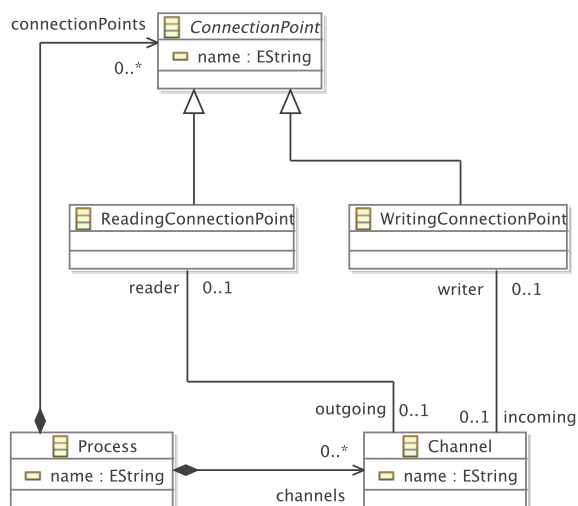 connectionPoints
ConnectionPoint
name : EString
0..*
ReadingConnectionPoint
WritingConnectionPoint
reader
0..1
writer
0..1
outgoing
0..1
0..1
incoming
Process
name : EString
0..*
channels
Channel
name : EString